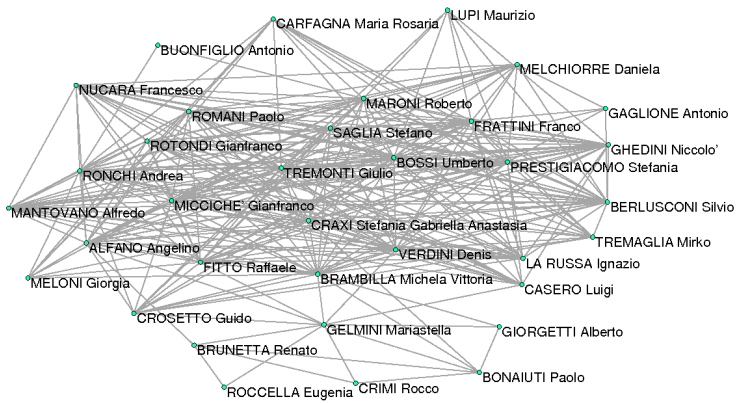 LUPI Maurizio
CARFAGNA Maria Rosaria
BUONFIGLIO Antonio
MELCHIORRE Daniela
NUCARA Francesco
MARONI Roberto
GAGLIONE Antonio
ROMANI Paolo
FRATTINI Franco
SAGLIA Stefano
ROTONDI Gianfranco
GHEDINI Niccolo'
BOSSI Umberto
PRESTIGIACOMO Stefania
RONCHI Andrea
TREMONTI Giulio
MICCICHE' Gianfranco
BERLUSCONI Silvio
MANTOVANO Alfredo
CRAXI Stefania Gabriella Anastasia
TREMAGLIA Mirko
ALFANO Angelino
VERDINI Denis
LA RUSSA Ignazio
FITTO Raffaele
MELONI Giorgia
BRAMBILLA Michela Vittoria
CASERO Luigi
CROSETTO Guido
GELMINI Mariastella
GIORGETTI Alberto
BRUNETTA Renato
BONAIUTI Paolo
CRIMI Rocco
ROCCELLA Eugenia